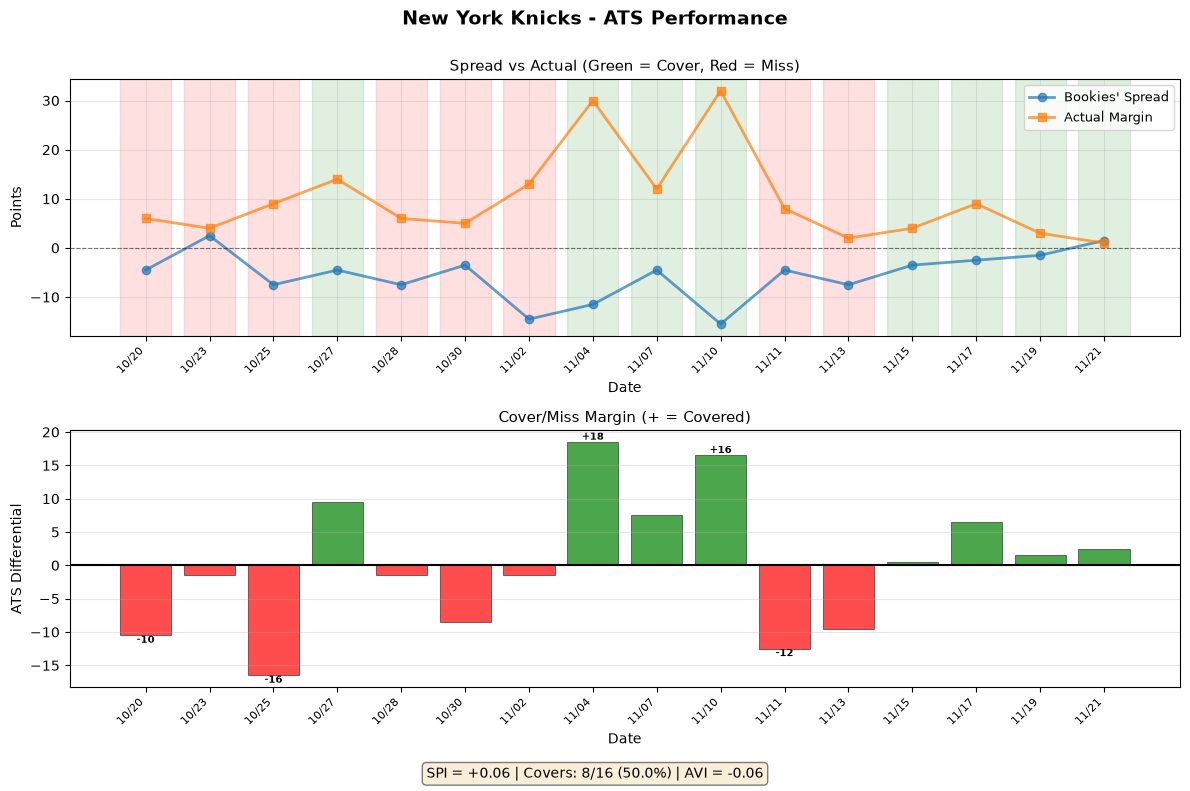 New York Knicks - ATS Performance
Spread vs Actual (Green = Cover, Red = Miss)
Points
30
20
10
0
−10
Bookies' Spread
Actual Margin
10/20 10/23 10/25 10/27 10/28 10/30 11/02 11/04 11/07 11/10 11/11 11/13 11/15 11/17 11/19 11/21
Date
Cover/Miss Margin (+ = Covered)
ATS Differential
20
15
10
5
0
−5
−10
−15
-10 -16 +18 +16 -12
10/20 10/23 10/25 10/27 10/28 10/30 11/02 11/04 11/07 11/10 11/11 11/13 11/15 11/17 11/19 11/21
Date
SPI = +0.06 | Covers: 8/16 (50.0%) | AVI = -0.06